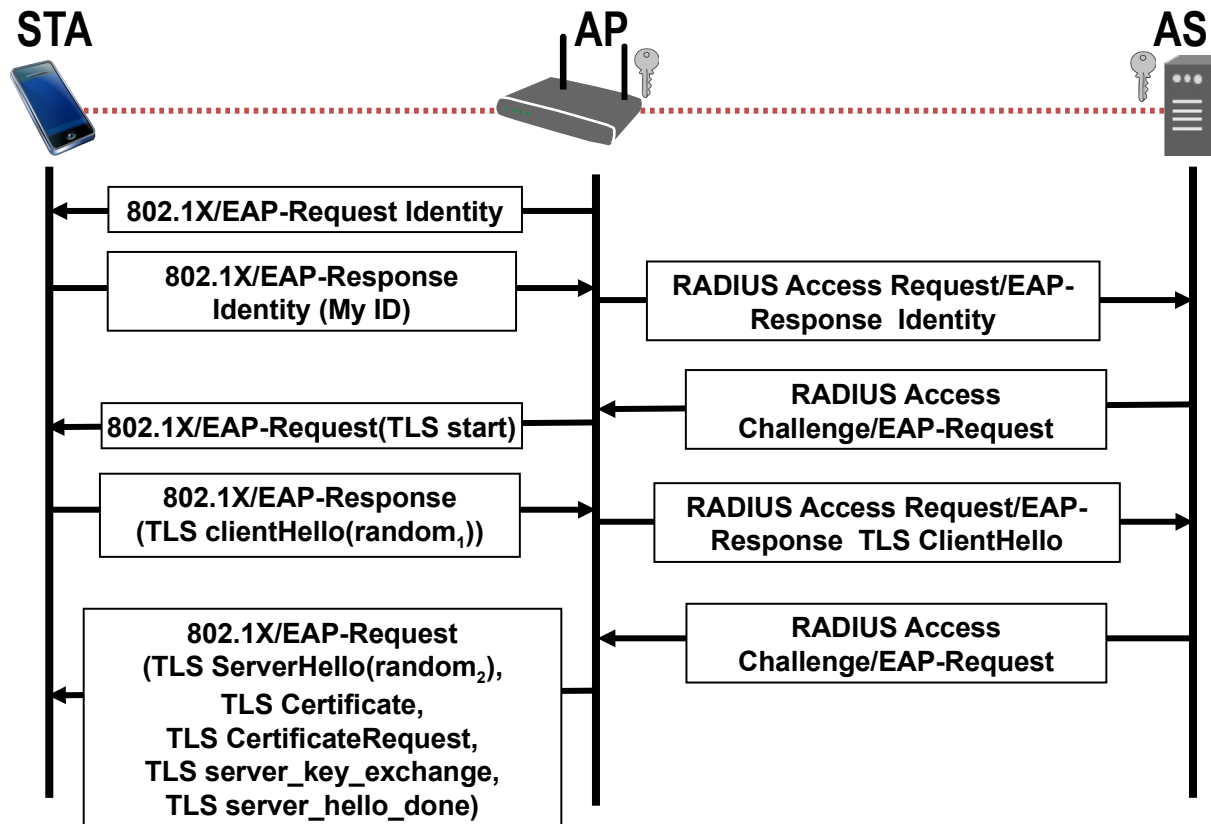 STA
AP
AS
802.1X/EAP-Request Identity
802.1X/EAP-Response
Identity (My ID)
RADIUS Access Request/EAP-
Response Identity
RADIUS Access
Challenge/EAP-Request
802.1X/EAP-Request(TLS start)
802.1X/EAP-Response
(TLS clientHello(random₁))
RADIUS Access Request/EAP-
Response TLS ClientHello
RADIUS Access
Challenge/EAP-Request
802.1X/EAP-Request
(TLS ServerHello(random₂),
TLS Certificate,
TLS CertificateRequest,
TLS server_key_exchange,
TLS server_hello_done)